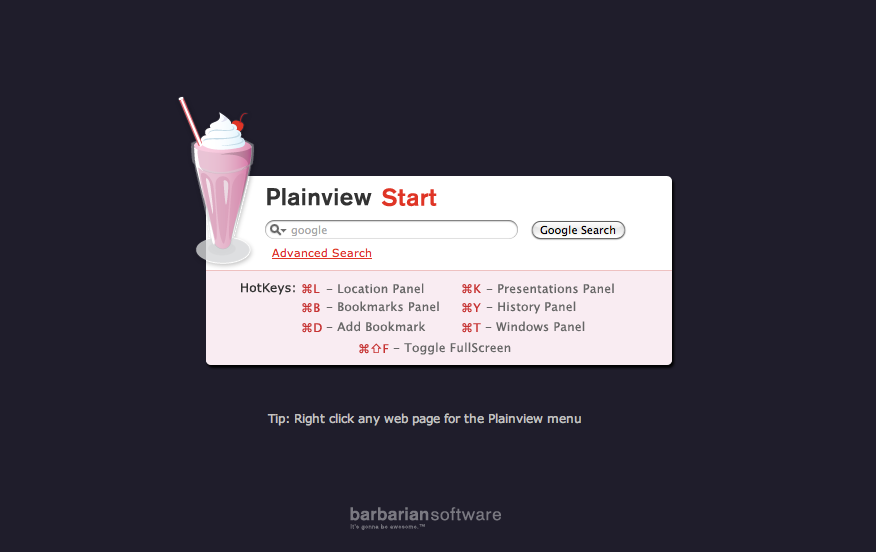 Plainview Start
google
Google Search
Advanced Search
HotKeys: ⌘L - Location Panel ⌘K - Presentations Panel
⌘B - Bookmarks Panel ⌘Y - History Panel
⌘D - Add Bookmark ⌘T - Windows Panel
⌘⇧F - Toggle FullScreen
Tip: Right click any web page for the Plainview menu
barbariansoftware
it's gonna be awesome.™